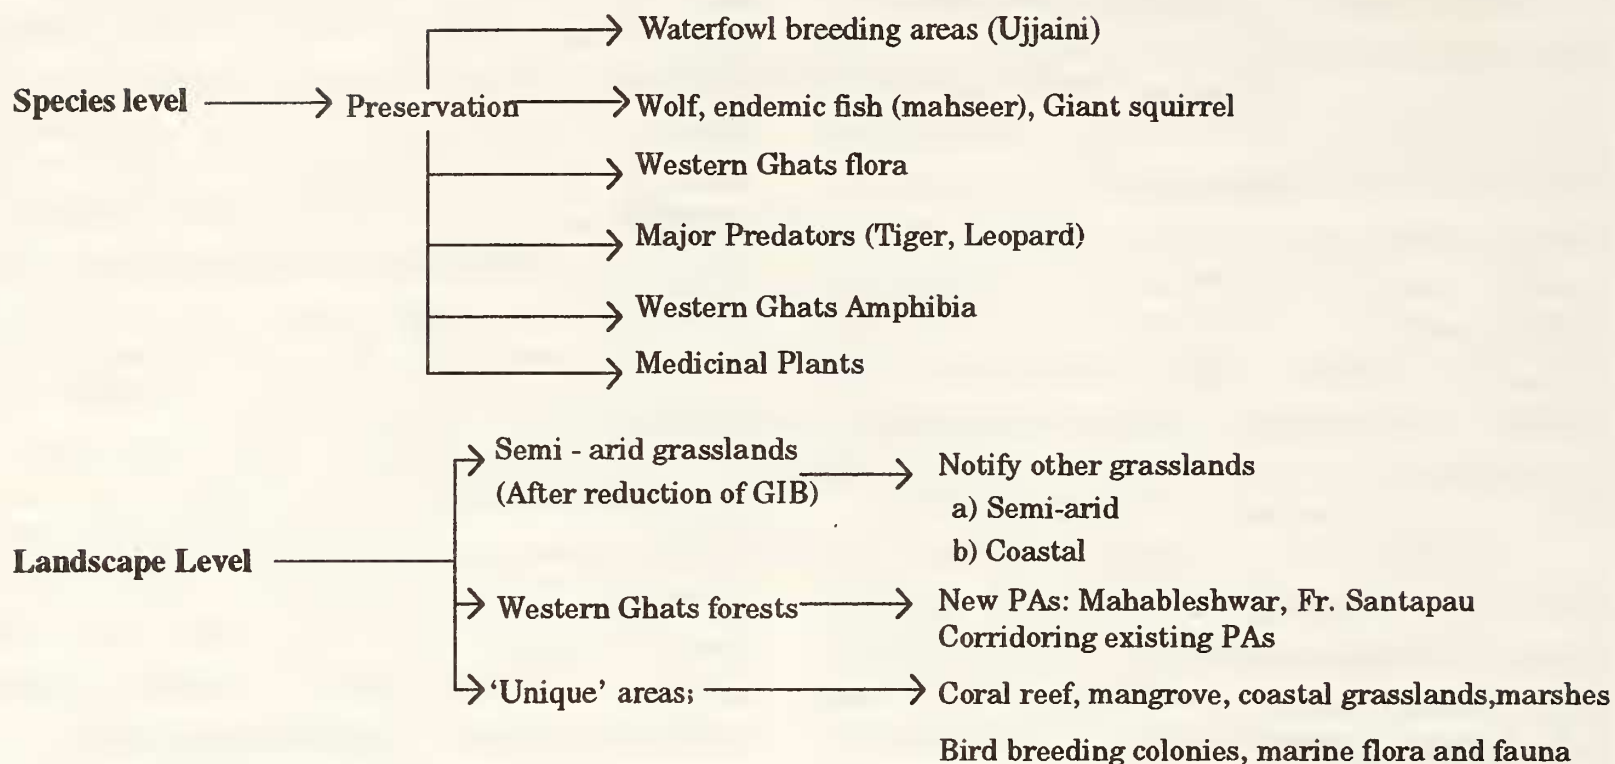 Waterfowl breeding areas (Ujjaini)
Species level Preservation Wolf, endemic fish (mahseer), Giant squirrel
Western Ghats flora
Major Predators (Tiger, Leopard)
Western Ghats Amphibia
Medicinal Plants
Semi - arid grasslands
(After reduction of GIB)
Notify other grasslands
a) Semi-arid
b) Coastal
Landscape Level
Western Ghats forests
New PAs: Mahableshwar, Fr. Santapau
Corridoring existing PAs
‘Unique’ areas;
Coral reef, mangrove, coastal grasslands,marshes
Bird breeding colonies, marine flora and fauna